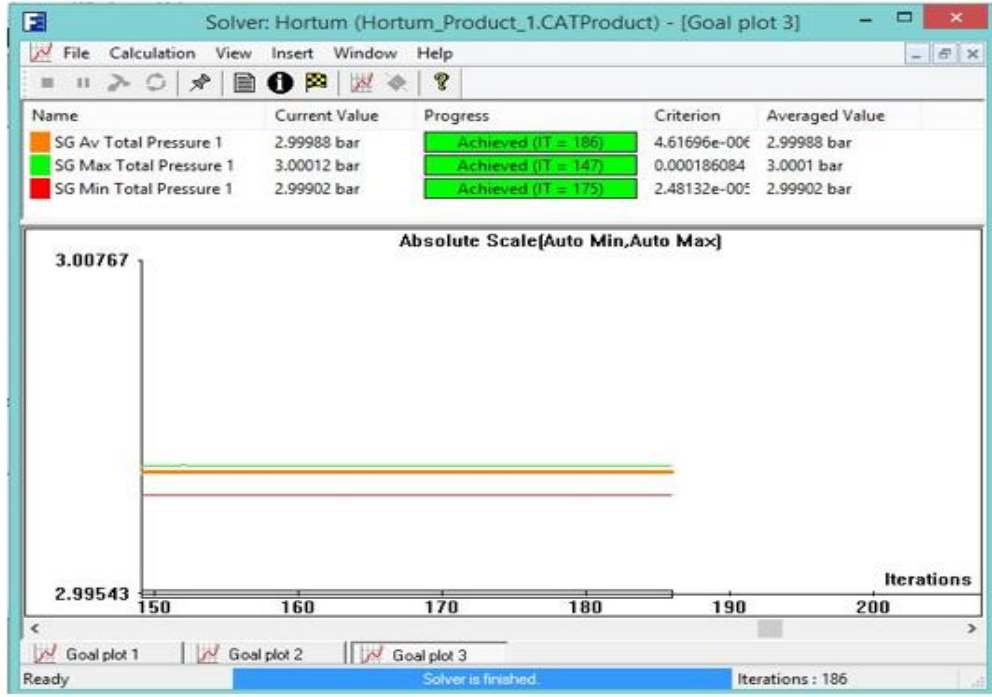 Solver: Hortum (Hortum_Product_1.CATProduct) - [Goal plot 3]
File Calculation View Insert Window Help
Name Current Value Progress Criterion Averaged Value
SG Av Total Pressure 1 2.99988 bar Achieved (IT = 186) 4.61696e-006 2.99988 bar
SG Max Total Pressure 1 3.00012 bar Achieved (IT = 147) 0.000186084 3.0001 bar
SG Min Total Pressure 1 2.99902 bar Achieved (IT = 175) 2.48132e-005 2.99902 bar
Absolute Scale(Auto Min,Auto Max)
3.00767
Iterations
2.99543
150 160 170 180 190 200
Goal plot 1 Goal plot 2 Goal plot 3
Ready Solver is finished. Iterations : 186